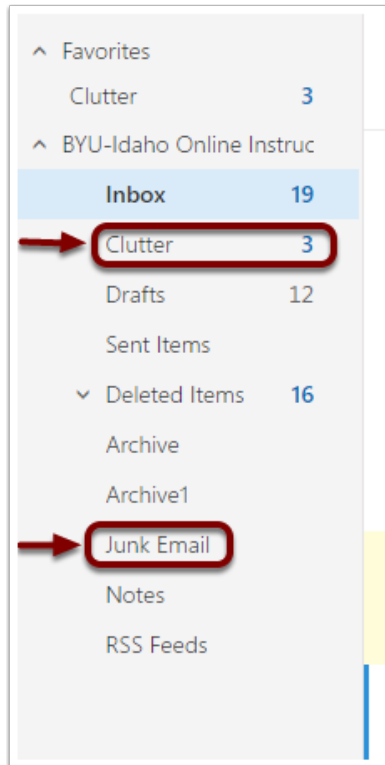 Favorites
Clutter 3
BYU-Idaho Online Instruc
Inbox 19
Clutter 3
Drafts 12
Sent Items
Deleted Items 16
Archive
Archive1
Junk Email
Notes
RSS Feeds